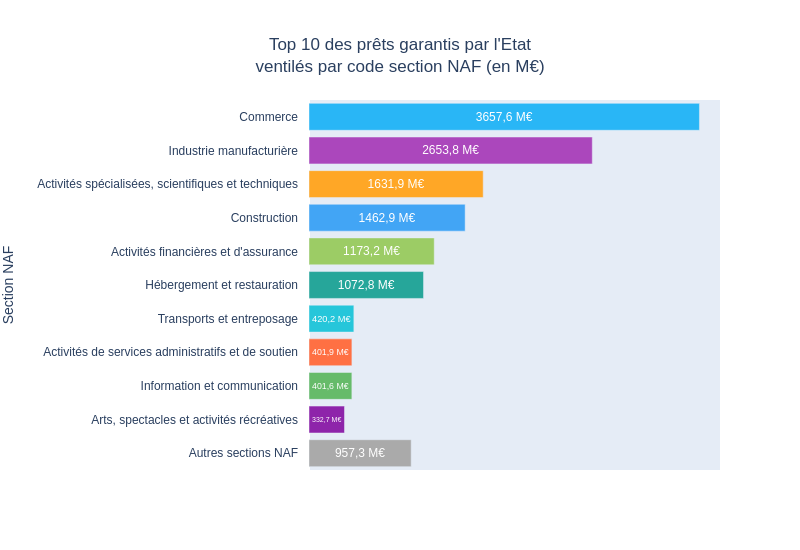 Top 10 des prêts garantis par l'Etat
ventilés par code section NAF (en M€)
Section NAF
Commerce 3657,6 M€
Industrie manufacturière 2653,8 M€
Activités spécialisées, scientifiques et techniques 1631,9 M€
Construction 1462,9 M€
Activités financières et d'assurance 1173,2 M€
Hébergement et restauration 1072,8 M€
Transports et entreposage 420,2 M€
Activités de services administratifs et de soutien 401,9 M€
Information et communication 401,6 M€
Arts, spectacles et activités récréatives 332,7 M€
Autres sections NAF 957,3 M€